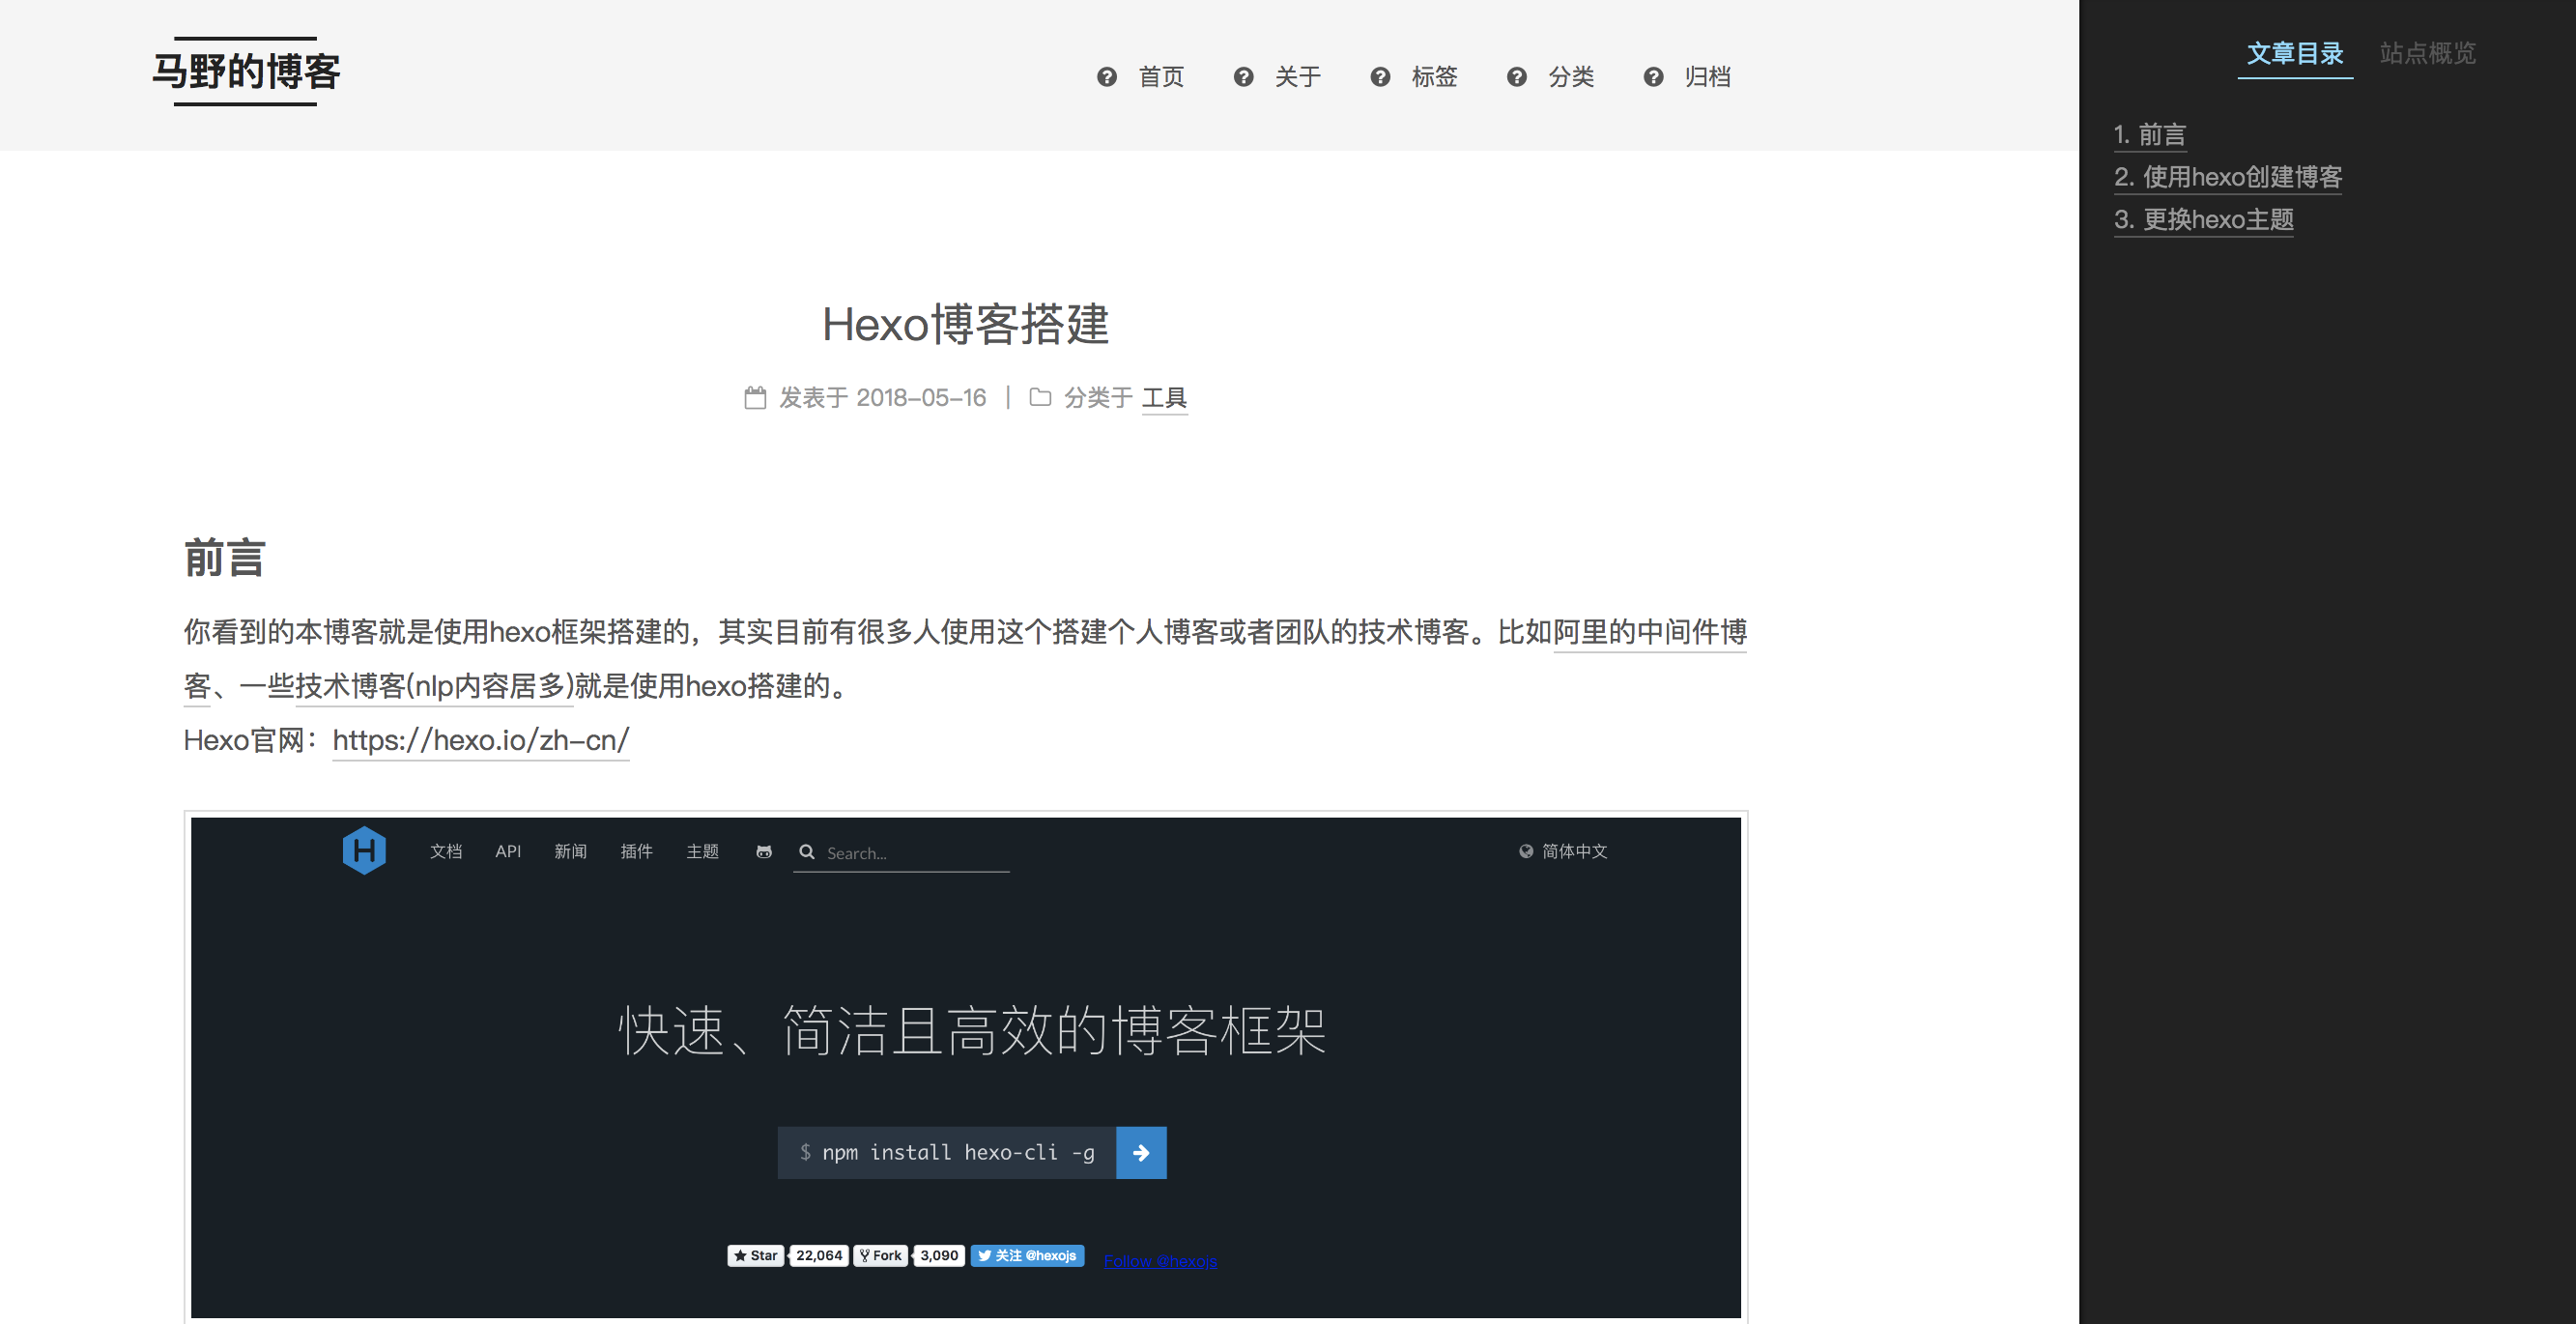 马野的博客
首页 关于 标签 分类 归档
文章目录 站点概览
1. 前言
2. 使用hexo创建博客
3. 更换hexo主题
Hexo博客搭建
发表于 2018-05-16 | 分类于 工具
前言
你看到的本博客就是使用hexo框架搭建的，其实目前有很多人使用这个搭建个人博客或者团队的技术博客。比如阿里的中间件博
客、一些技术博客(nlp内容居多)就是使用hexo搭建的。
Hexo官网：https://hexo.io/zh-cn/
H 文档 API 新闻 插件 主题 Search... 简体中文
快速、简洁且高效的博客框架
$ npm install hexo-cli -g
Star 22,064 Fork 3,090 关注 @hexojs Follow @hexojs